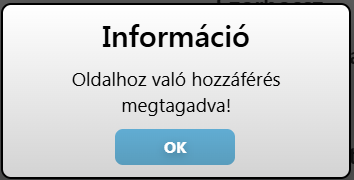 Információ
Oldalhoz való hozzáférés
megtagadva!
OK